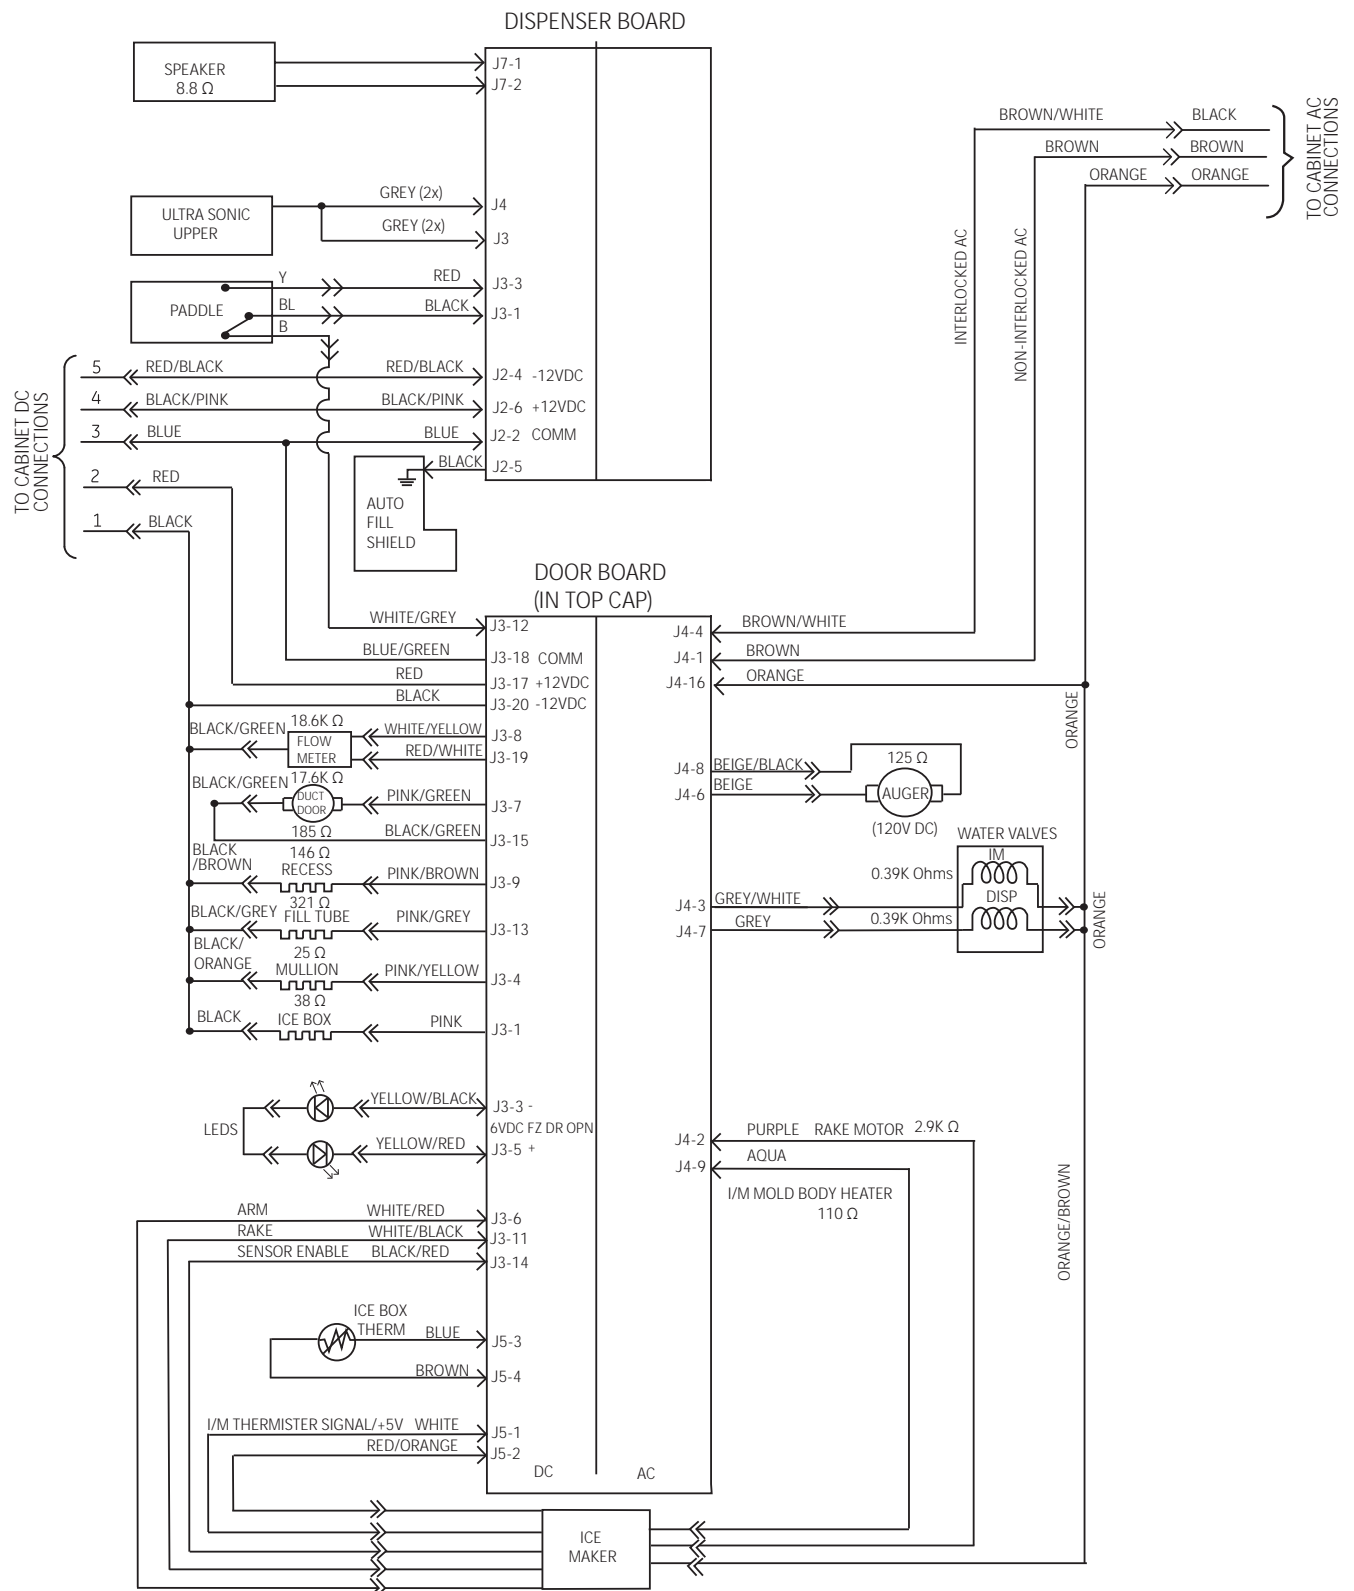 DISPENSER BOARD
SPEAKER
8.8 Ω
J7-1
J7-2
BROWN/WHITE
BLACK
BROWN
BROWN
ORANGE
ORANGE
TO CABINET AC
CONNECTIONS
ULTRA SONIC
UPPER
GREY (2x)
J4
GREY (2x)
J3
INTERLOCKED AC
NON-INTERLOCKED AC
PADDLE
Y
RED
J3-3
BL
BLACK
J3-1
B
TO CABINET DC
CONNECTIONS
5
RED/BLACK
RED/BLACK
J2-4 -12VDC
4
BLACK/PINK
BLACK/PINK
J2-6 +12VDC
3
BLUE
BLUE
J2-2 COMM
BLACK
J2-5
2
RED
1
BLACK
AUTO
FILL
SHIELD
DOOR BOARD
(IN TOP CAP)
WHITE/GREY
J3-12
BLUE/GREEN
J3-18 COMM
RED
J3-17 +12VDC
BLACK
J3-20 -12VDC
J4-4
BROWN/WHITE
J4-1
BROWN
J4-16
ORANGE
ORANGE
BLACK/GREEN
18.6K Ω
FLOW
METER
WHITE/YELLOW
J3-8
RED/WHITE
J3-19
BLACK/GREEN
17.6K Ω
DUCT
DOOR
PINK/GREEN
J3-7
185 Ω
BLACK/GREEN
J3-15
J4-8
BEIGE/BLACK
J4-6
BEIGE
125 Ω
AUGER
(120V DC)
BLACK
/BROWN
146 Ω
RECESS
PINK/BROWN
J3-9
321 Ω
BLACK/GREY
FILL TUBE
PINK/GREY
J3-13
BLACK/
ORANGE
25 Ω
MULLION
PINK/YELLOW
J3-4
38 Ω
BLACK
ICE BOX
PINK
J3-1
WATER VALVES
IM
0.39K Ohms
DISP
J4-3
GREY/WHITE
J4-7
GREY
0.39K Ohms
ORANGE
LEDS
YELLOW/BLACK
J3-3 -
6VDC FZ DR OPN
YELLOW/RED
J3-5 +
J4-2
PURPLE RAKE MOTOR 2.9K Ω
J4-9
AQUA
I/M MOLD BODY HEATER
110 Ω
ORANGE/BROWN
ARM
WHITE/RED
J3-6
RAKE
WHITE/BLACK
J3-11
SENSOR ENABLE
BLACK/RED
J3-14
ICE BOX
THERM
BLUE
J5-3
BROWN
J5-4
I/M THERMISTER SIGNAL/+5V WHITE
J5-1
RED/ORANGE
J5-2
DC
AC
ICE
MAKER